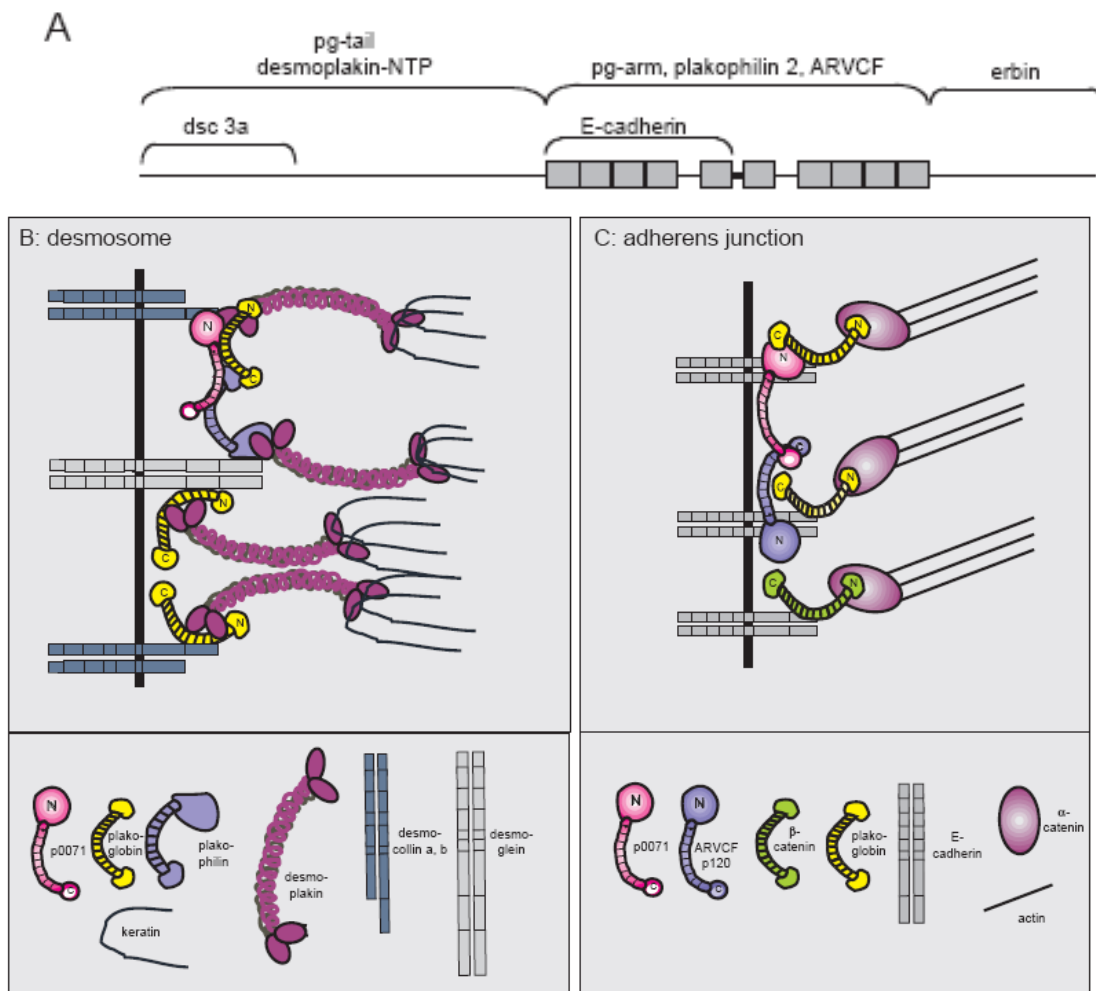 A
pg-tail
desmoplakin-NTP
pg-arm, plakophilin 2, ARVCF
erbin
dsc 3a
E-cadherin
B: desmosome
N
N
C
N
C
C
N
C: adherens junction
C
N
N
C
C
N
N
C
N
N
p0071
C
plako-
globin
plako-
philin
keratin
desmo-
plakin
desmo-
collin a, b
desmo-
glein
N
p0071
C
N
ARVCF
p120
C
β-
catenin
plako-
globin
E-
cadherin
α-
catenin
actin